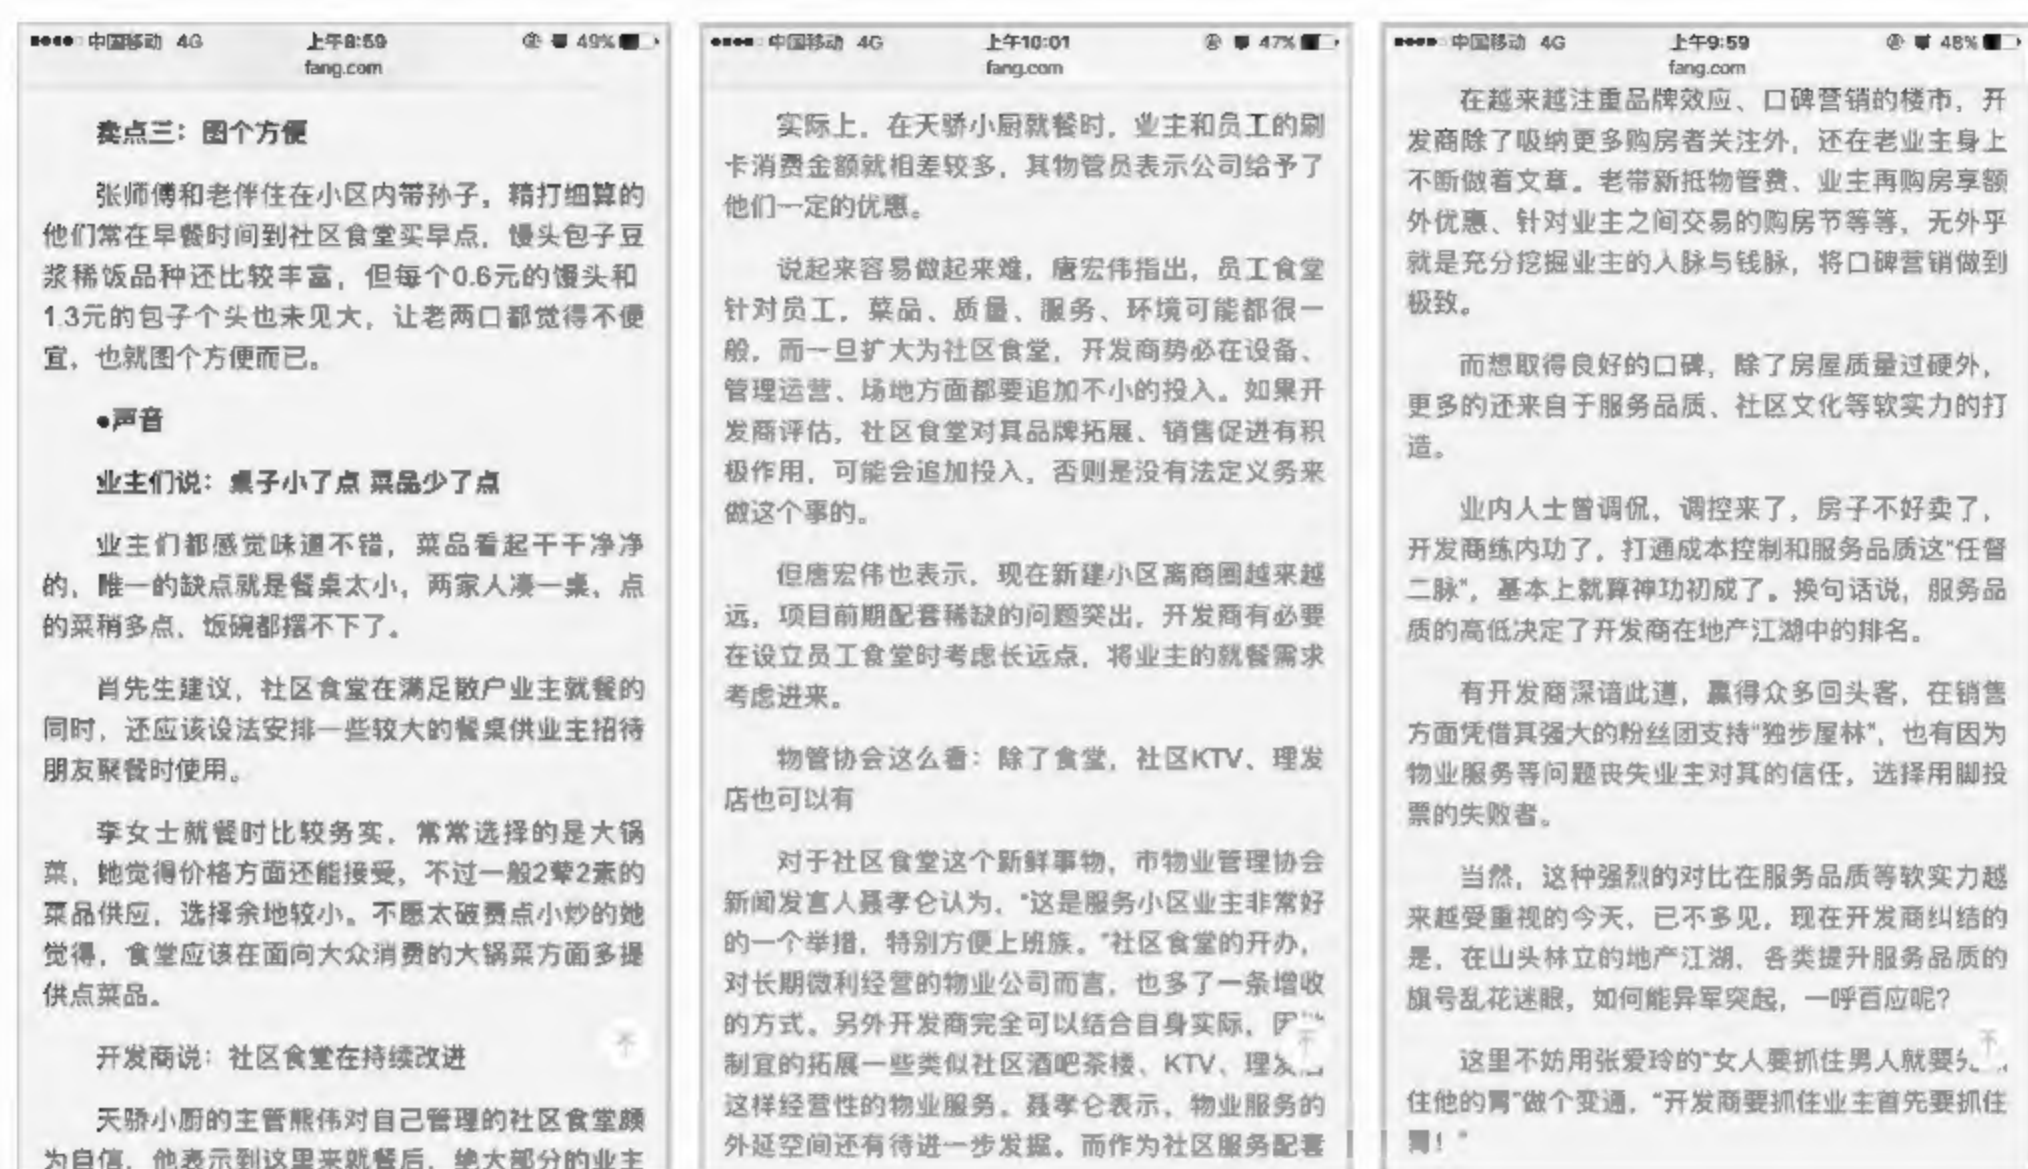 中国移动 4G 上午8:59 49%
fang.com
卖点三：图个方便
张师傅和老伴住在小区内带孙子，精打细算的
他们常在早餐时间到社区食堂买早点，馒头包子豆
浆稀饭品种还比较丰富，但每个0.6元的馒头和
1.3元的包子个头也未见大，让老两口都觉得不便
宜，也就图个方便而已。
●声音
业主们说：桌子小了点 菜品少了点
业主们都感觉味道不错，菜品看起干干净净
的，唯一的缺点就是餐桌太小，两家人凑一桌，点
的菜稍多点，饭碗都摆不下了。
肖先生建议，社区食堂在满足散户业主就餐的
同时，还应该设法安排一些较大的餐桌供业主招待
朋友聚餐时使用。
李女士就餐时比较务实，常常选择的是大锅
菜，她觉得价格方面还能接受，不过一般2荤2素的
菜品供应，选择余地较小。不愿太破费点小炒的她
觉得，食堂应该在面向大众消费的大锅菜方面多提
供点菜品。
开发商说：社区食堂在持续改进
天骄小厨的主管熊伟对自己管理的社区食堂颇
为自信，他表示到这里来就餐后，绝大部分的业主
中国移动 4G 上午10:01 47%
fang.com
实际上，在天骄小厨就餐时，业主和员工的刷
卡消费金额就相差较多，其物管员表示公司给予了
他们一定的优惠。
说起来容易做起来难，唐宏伟指出，员工食堂
针对员工，菜品、质量、服务、环境可能都很一
般，而一旦扩大为社区食堂，开发商势必在设备、
管理运营、场地方面都要追加不小的投入。如果开
发商评估，社区食堂对其品牌拓展、销售促进有积
极作用，可能会追加投入，否则是没有法定义务来
做这个事的。
但唐宏伟也表示，现在新建小区离商圈越来越
远，项目前期配套稀缺的问题突出，开发商有必要
在设立员工食堂时考虑长远点，将业主的就餐需求
考虑进来。
物管协会这么看：除了食堂，社区KTV、理发
店也可以有
对于社区食堂这个新鲜事物，市物业管理协会
新闻发言人聂孝仑认为，“这是服务小区业主非常好
的一个举措，特别方便上班族。”社区食堂的开办，
对长期微利经营的物业公司而言，也多了一条增收
的方式。另外开发商完全可以结合自身实际，因
制宜的拓展一些类似社区酒吧茶楼、KTV、理发
这样经营性的物业服务。聂孝仑表示，物业服务的
外延空间还有待进一步发掘。而作为社区服务配套
中国移动 4G 上午9:59 48%
fang.com
在越来越注重品牌效应、口碑营销的楼市，开
发商除了吸纳更多购房者关注外，还在老业主身上
不断做着文章。老带新抵物管费、业主再购房享额
外优惠、针对业主之间交易的购房节等等，无外乎
就是充分挖掘业主的人脉与钱脉，将口碑营销做到
极致。
而想取得良好的口碑，除了房屋质量过硬外，
更多的还来自于服务品质、社区文化等软实力的打
造。
业内人士曾调侃，调控来了，房子不好卖了，
开发商练内功了，打通成本控制和服务品质这“任督
二脉”，基本上就算神功初成了。换句话说，服务品
质的高低决定了开发商在地产江湖中的排名。
有开发商深谙此道，赢得众多回头客，在销售
方面凭借其强大的粉丝团支持“独步屋林”，也有因为
物业服务等问题丧失业主对其的信任，选择用脚投
票的失败者。
当然，这种强烈的对比在服务品质等软实力越
来越受重视的今天，已不多见，现在开发商纠结的
是，在山头林立的地产江湖，各类提升服务品质的
旗号乱花迷眼，如何能异军突起，一呼百应呢？
这里不妨用张爱玲的“女人要抓住男人就要
住他的胃”做个变通，“开发商要抓住业主首先要抓住
胃！”